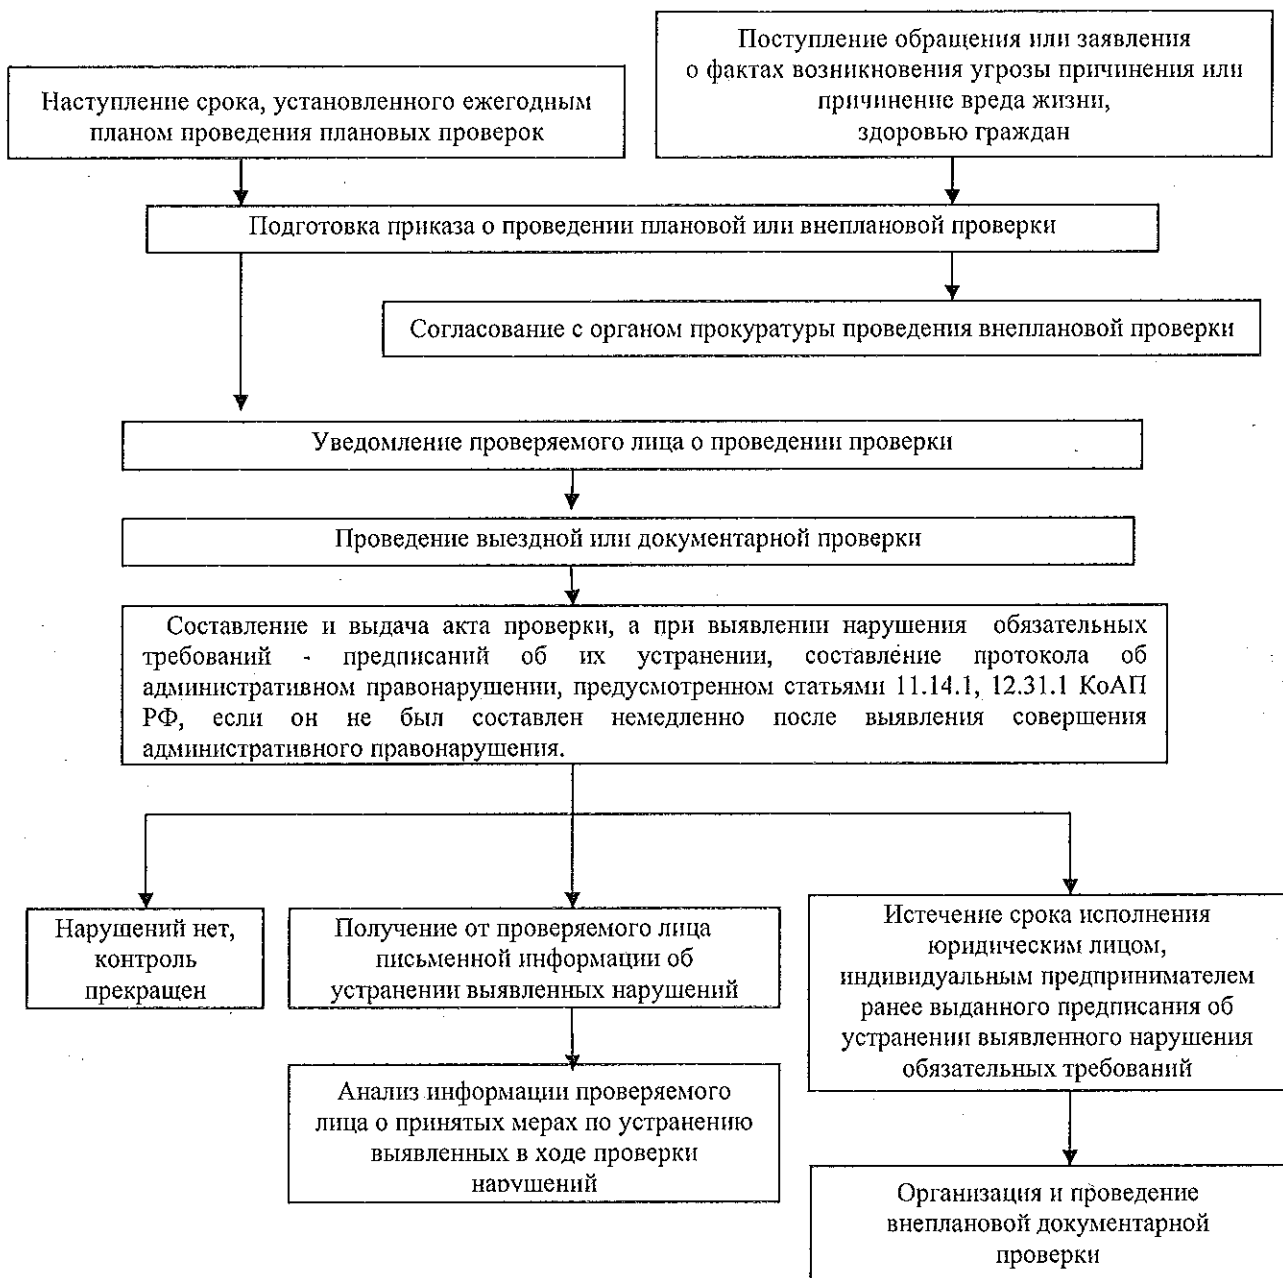 Поступление обращения или заявления
о фактах возникновения угрозы причинения или
причинение вреда жизни,
здоровью граждан
Наступление срока, установленного ежегодным
планом проведения плановых проверок
Подготовка приказа о проведении плановой или внеплановой проверки
Согласование с органом прокуратуры проведения внеплановой проверки
Уведомление проверяемого лица о проведении проверки
Проведение выездной или документарной проверки
Составление и выдача акта проверки, а при выявлении нарушения обязательных
требований - предписаний об их устранении, составление протокола об
административном правонарушении, предусмотренном статьями 11.14.1, 12.31.1 КоАП
РФ, если он не был составлен немедленно после выявления совершения
административного правонарушения.
Нарушений нет,
контроль
прекращен
Получение от проверяемого лица
письменной информации об
устранении выявленных нарушений
Истечение срока исполнения
юридическим лицом,
индивидуальным предпринимателем
ранее выданного предписания об
устранении выявленного нарушения
обязательных требований
Анализ информации проверяемого
лица о принятых мерах по устранению
выявленных в ходе проверки
нарушений
Организация и проведение
внеплановой документарной
проверки